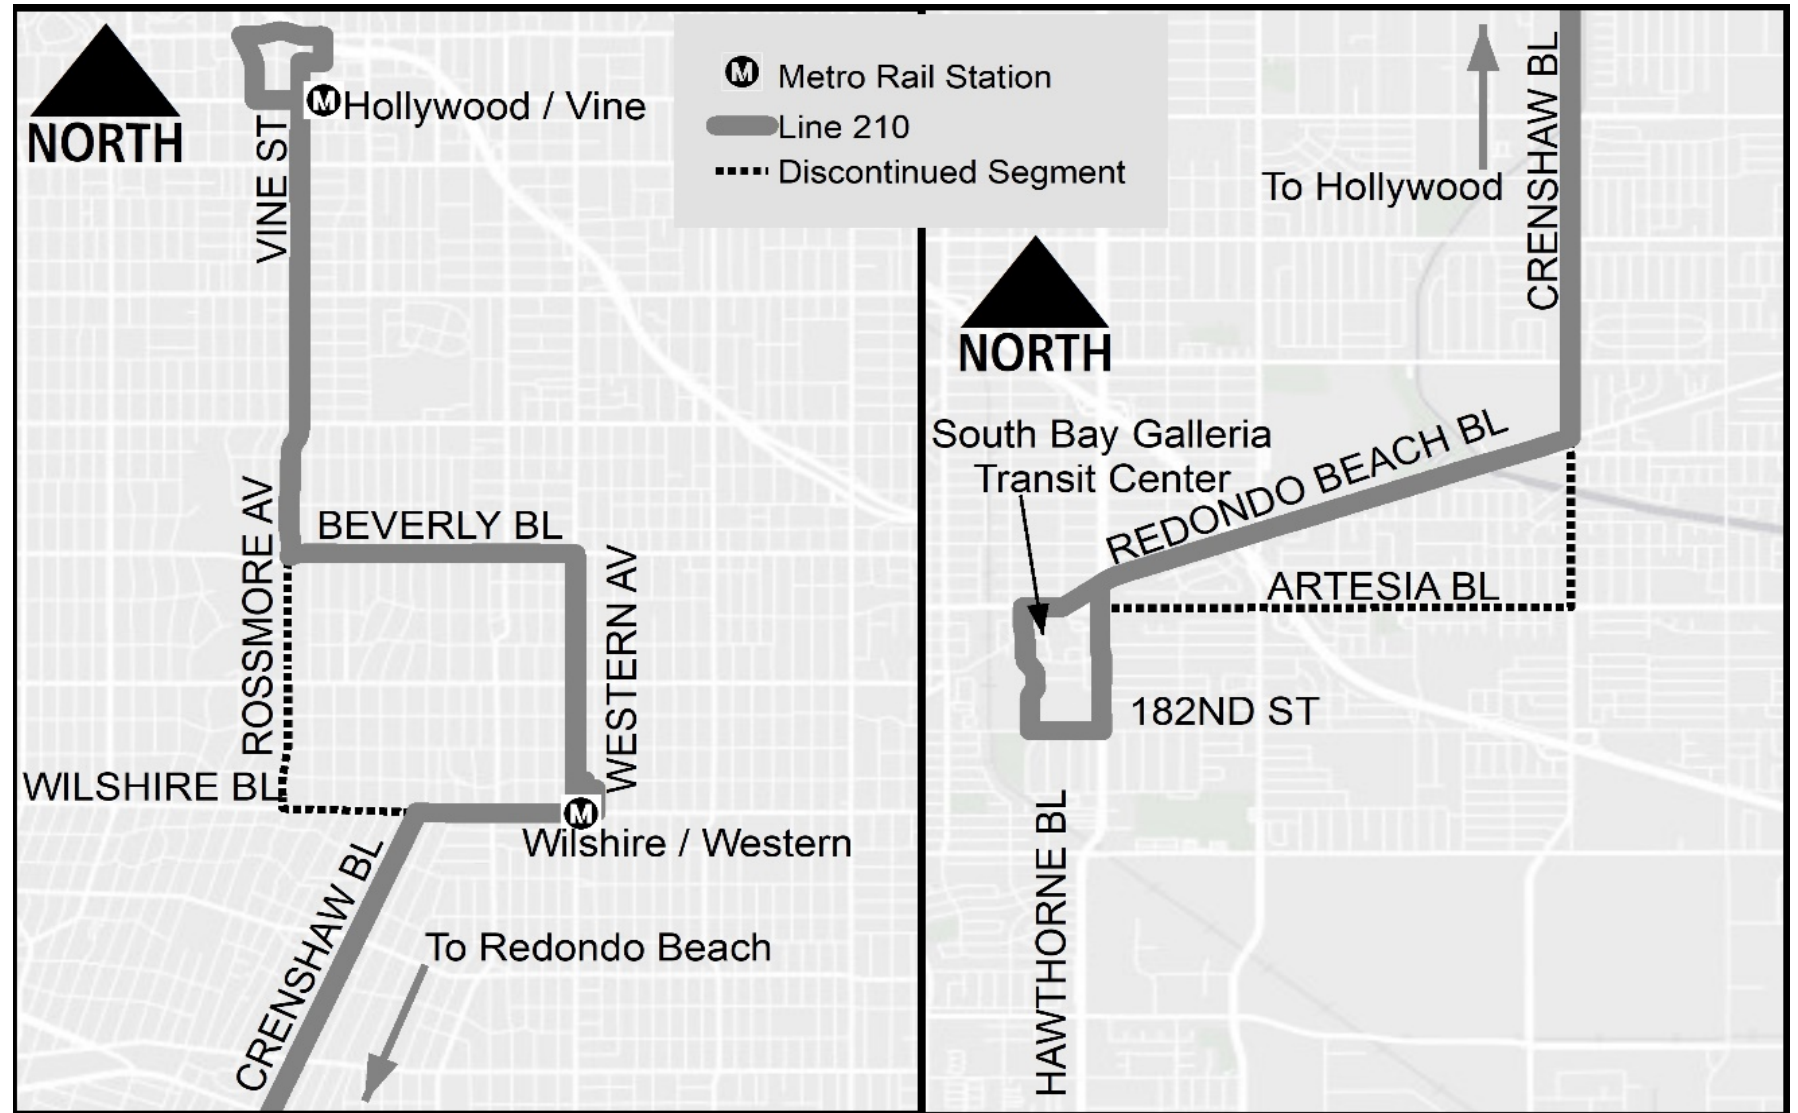 NORTH
M Hollywood / Vine
VINE ST
ROSSMORE AV
BEVERLY BL
WESTERN AV
WILSHIRE BL
M
Wilshire / Western
CRENSHAW BL
To Redondo Beach
M Metro Rail Station
Line 210
Discontinued Segment
To Hollywood
CRENSHAW BL
NORTH
South Bay Galleria
Transit Center
REDONDO BEACH BL
ARTESIA BL
182ND ST
HAWTHORNE BL